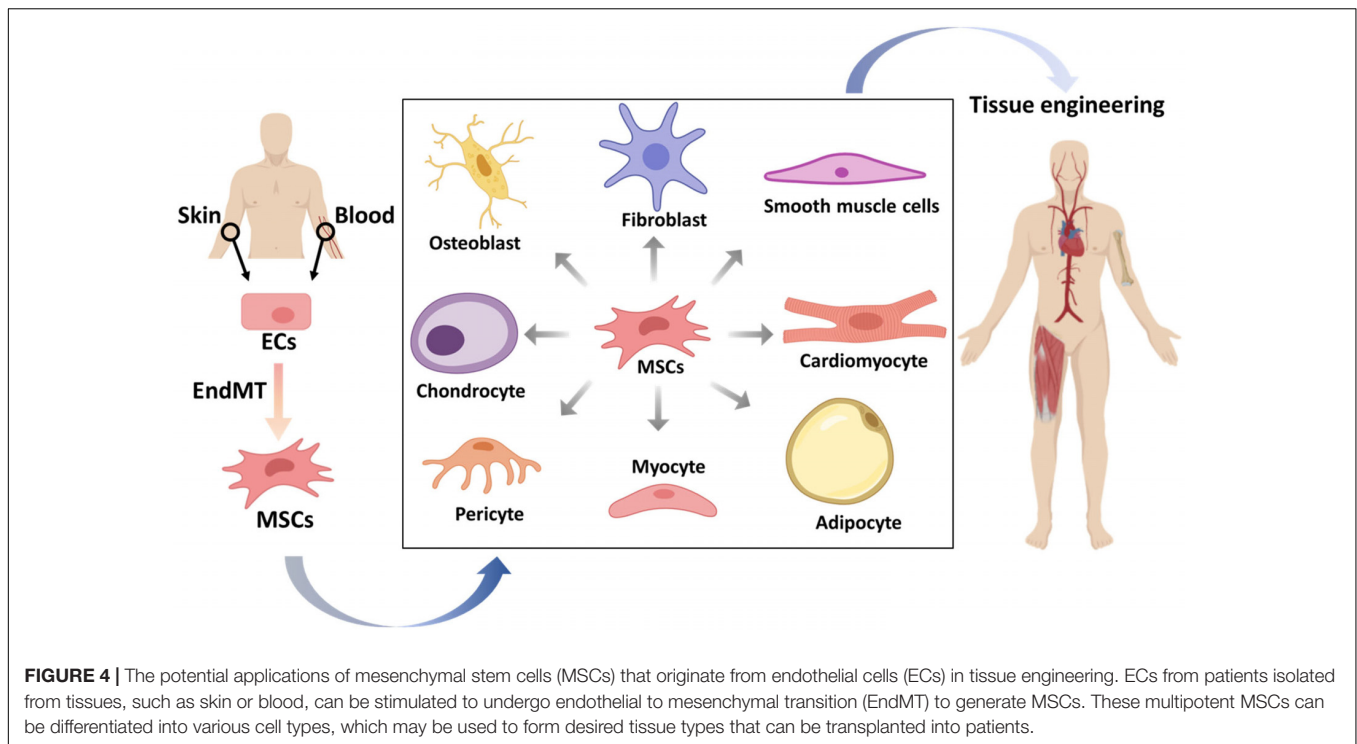 Tissue engineering
Skin
Blood
ECs
EndMT
MSCs
Osteoblast
Fibroblast
Smooth muscle cells
Chondrocyte
MSCs
Cardiomyocyte
Pericyte
Myocyte
Adipocyte
FIGURE 4 | The potential applications of mesenchymal stem cells (MSCs) that originate from endothelial cells (ECs) in tissue engineering. ECs from patients isolated
from tissues, such as skin or blood, can be stimulated to undergo endothelial to mesenchymal transition (EndMT) to generate MSCs. These multipotent MSCs can
be differentiated into various cell types, which may be used to form desired tissue types that can be transplanted into patients.